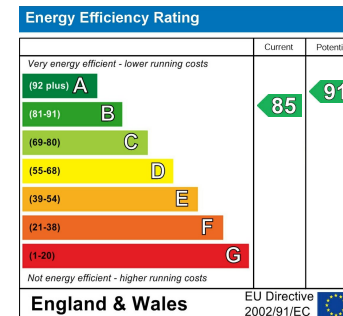 Energy Efficiency Rating
Current
Very energy efficient - lower running costs
(92 plus) A
(81-91) B
(69-80) C
(55-68) D
(39-54) E
(21-38) F
(1-20) G
85
91
Not energy efficient - higher running costs
England & Wales
EU Directive
2002/91/EC